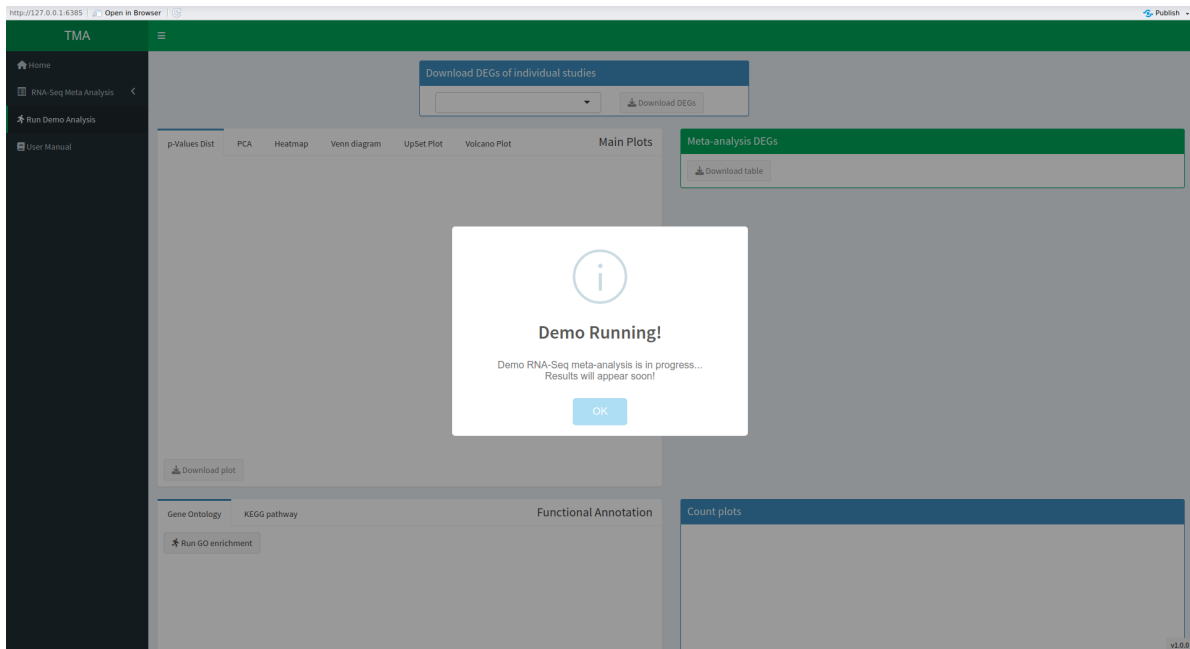 http://127.0.0.1:6385 Open in Browser Publish
TMA
Home
RNA-Seq Meta Analysis
Run Demo Analysis
User Manual
Download DEGs of individual studies
Download DEGs
p-Values Dist PCA Heatmap Venn diagram UpSet Plot Volcano Plot Main Plots
Meta-analysis DEGs
Download table
Demo Running!
Demo RNA-Seq meta-analysis is in progress...
Results will appear soon!
OK
Download plot
Gene Ontology KEGG pathway Functional Annotation
Run GO enrichment
Count plots
v1.0.0